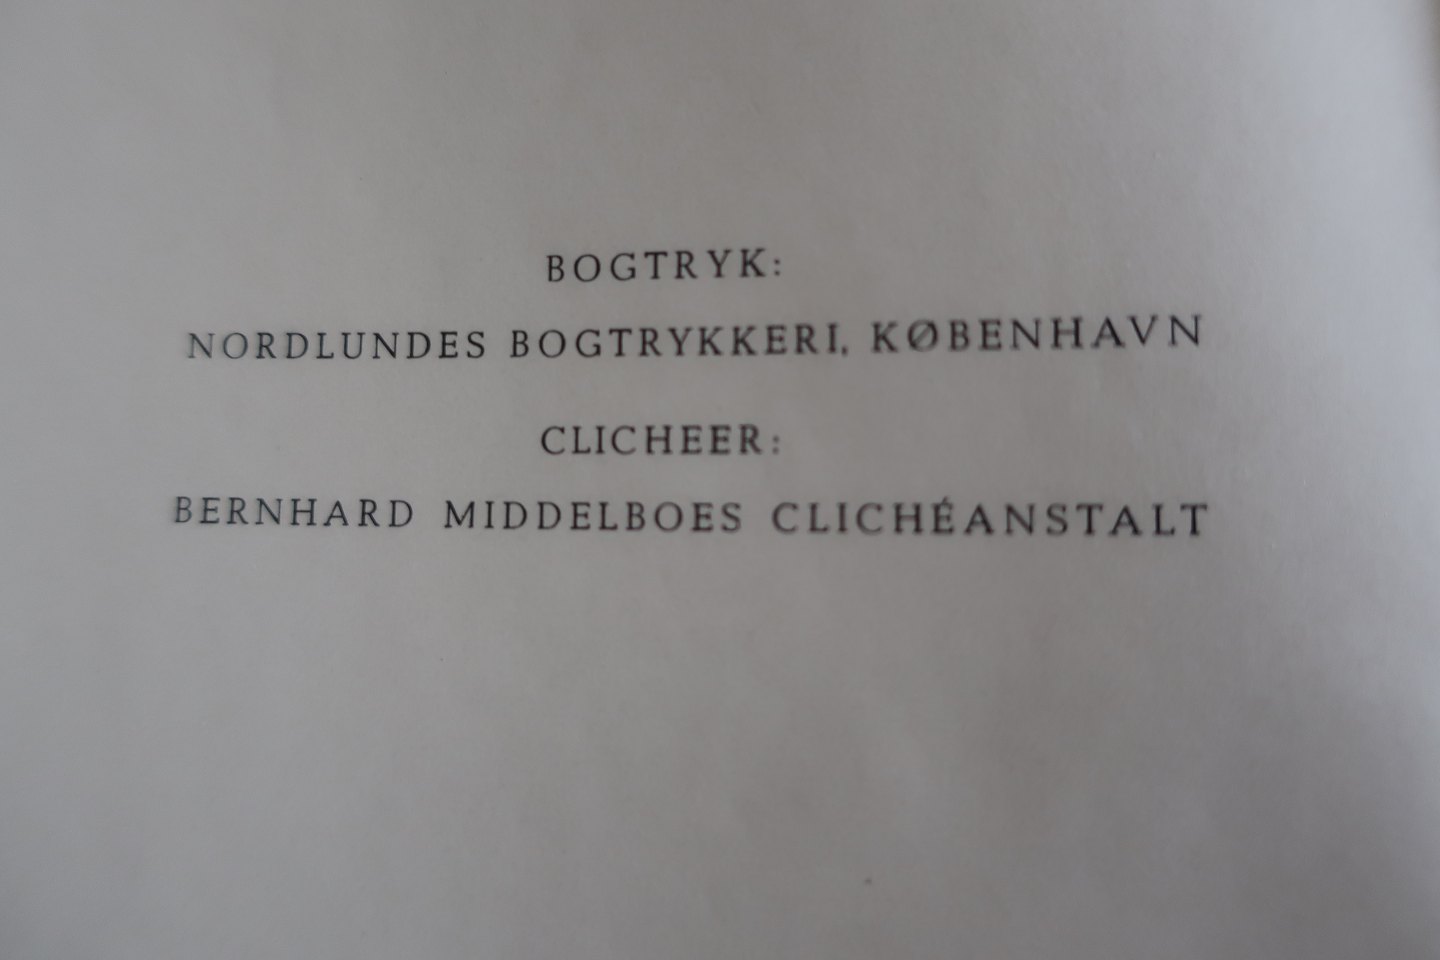 BOGTRYK:
NORDLUNDES BOGTRYKKERI, KØBENHAVN
CLICHEER:
BERNHARD MIDDELBOES CLICHÉANSTALT